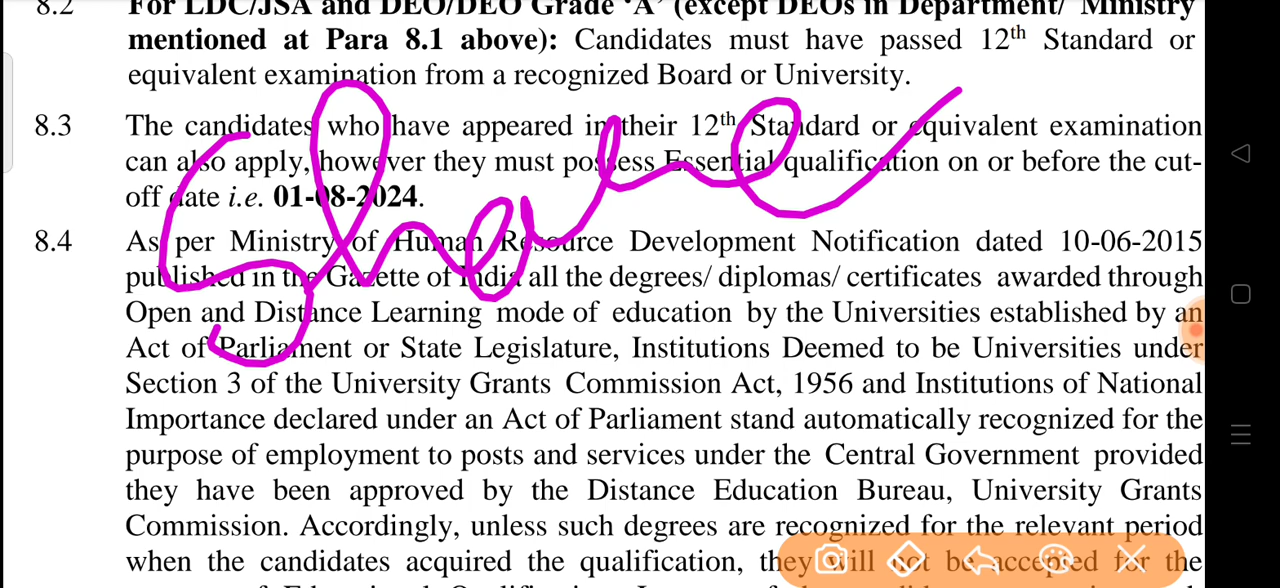 8.2 For LDC/JSA and DEO/DEO Grade 'A' (except DEOs in Department/ Ministry
mentioned at Para 8.1 above): Candidates must have passed 12th Standard or
equivalent examination from a recognized Board or University.
8.3 The candidates who have appeared in their 12th Standard or equivalent examination
can also apply, however they must possess Essential qualification on or before the cut-
off date i.e. 01-08-2024.
Share
8.4 As per Ministry of Human Resource Development Notification dated 10-06-2015
published in the Gazette of India all the degrees/ diplomas/ certificates awarded through
Open and Distance Learning mode of education by the Universities established by an
Act of Parliament or State Legislature, Institutions Deemed to be Universities under
Section 3 of the University Grants Commission Act, 1956 and Institutions of National
Importance declared under an Act of Parliament stand automatically recognized for the
purpose of employment to posts and services under the Central Government provided
they have been approved by the Distance Education Bureau, University Grants
Commission. Accordingly, unless such degrees are recognized for the relevant period
when the candidates acquired the qualification, they will not be accepted for the